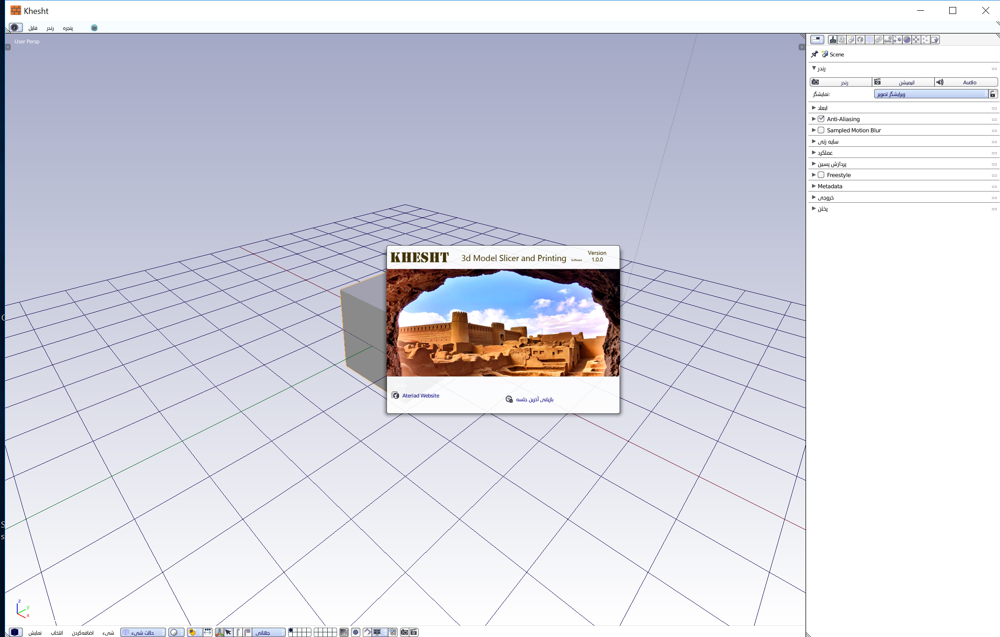 Khesht
فایل رندر پنجره
User Persp
Scene
رندر
رندر انیمیشن Audio
نمایشگر: ویرایشگر تصویر
ابعاد
Anti-Aliasing
Sampled Motion Blur
سایه زنی
عملکرد
پردازش پسین
Freestyle
Metadata
خروجی
پختن
KHESHT 3d Model Slicer and Printing Software Version 1.0.0
Links
Ateriad Website
بازیابی آخرین جلسه
z
y
x
نمایش انتخاب اضافه‌کردن شیء حالت شیء جهانی